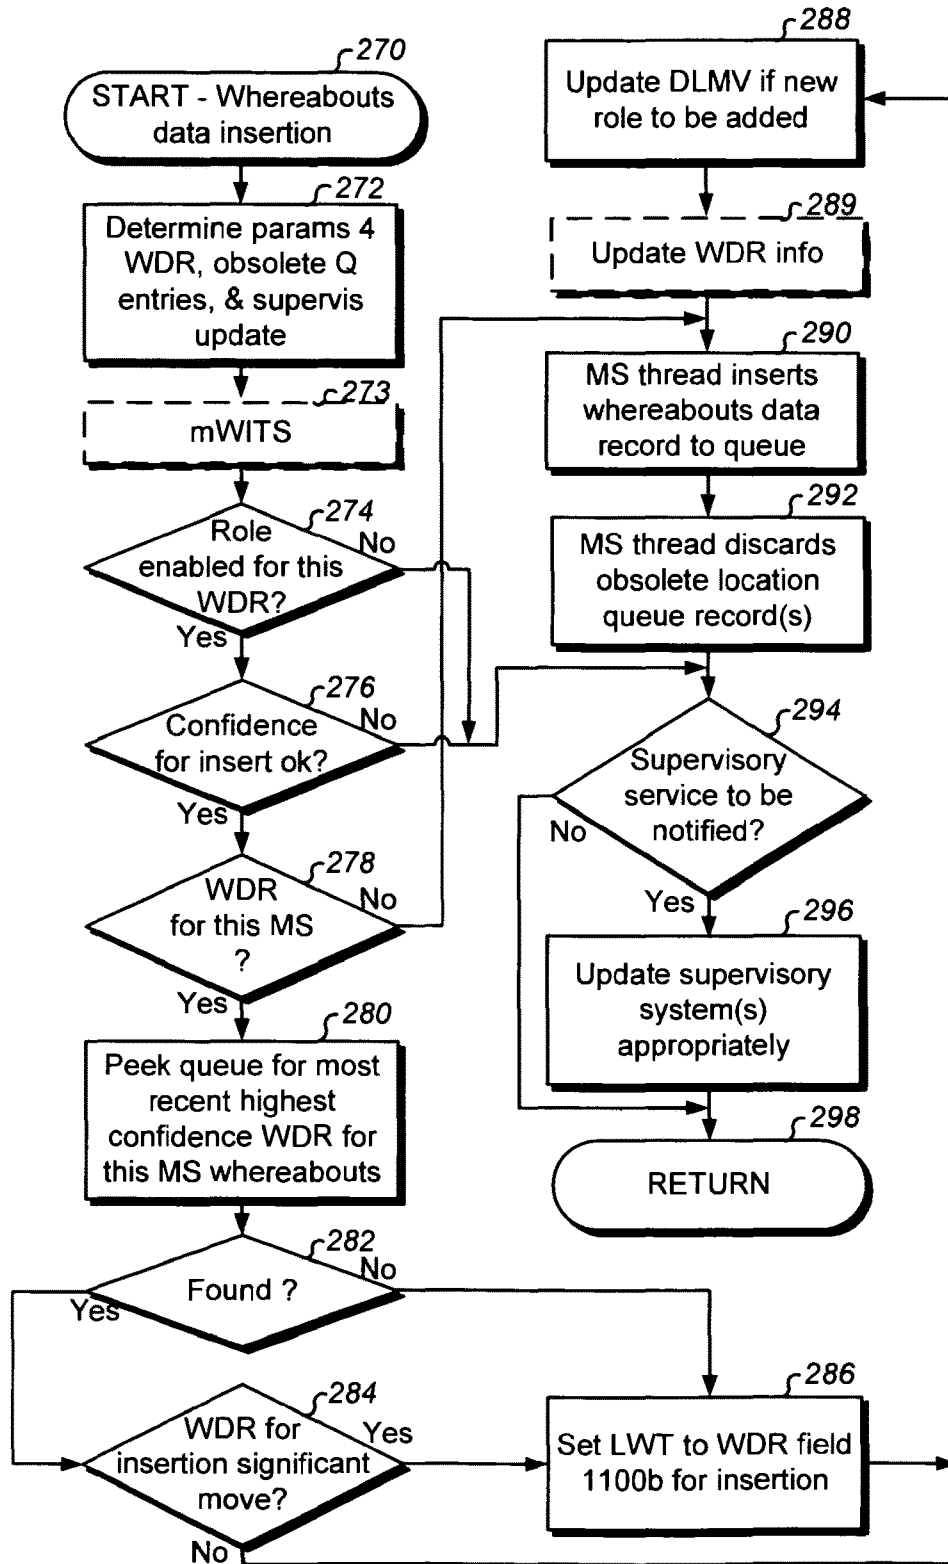 270
START - Whereabouts
data insertion
272
Determine params 4
WDR, obsolete Q
entries, & supervis
update
273
mWITS
274
Role
enabled for this
WDR?
No
Yes
276
Confidence
for insert ok?
No
Yes
278
WDR
for this MS
?
No
Yes
280
Peek queue for most
recent highest
confidence WDR for
this MS whereabouts
282
Found ?
No
Yes
284
WDR for
insertion significant
move?
Yes
No
286
Set LWT to WDR field
1100b for insertion
288
Update DLMV if new
role to be added
289
Update WDR info
290
MS thread inserts
whereabouts data
record to queue
292
MS thread discards
obsolete location
queue record(s)
294
Supervisory
service to be
notified?
No
Yes
296
Update supervisory
system(s)
appropriately
298
RETURN